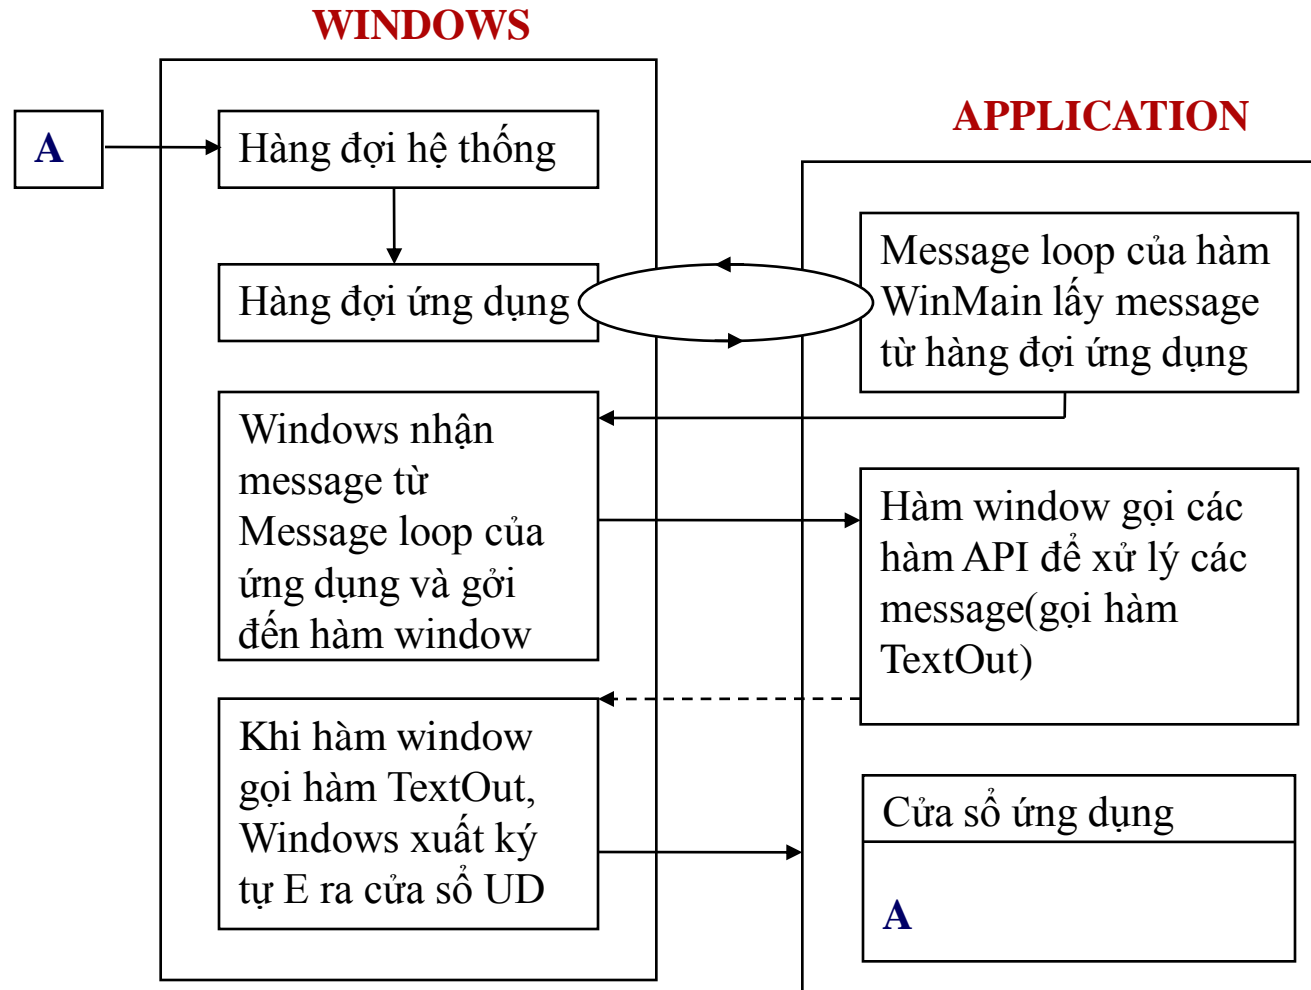 WINDOWS
A
Hàng đợi hệ thống
Hàng đợi ứng dụng
Windows nhận
message từ
Message loop của
ứng dụng và gởi
đến hàm window
Khi hàm window
gọi hàm TextOut,
Windows xuất ký
tự E ra cửa sổ UD
APPLICATION
Message loop của hàm
WinMain lấy message
từ hàng đợi ứng dụng
Hàm window gọi các
hàm API để xử lý các
message(gọi hàm
TextOut)
Cửa sổ ứng dụng
A